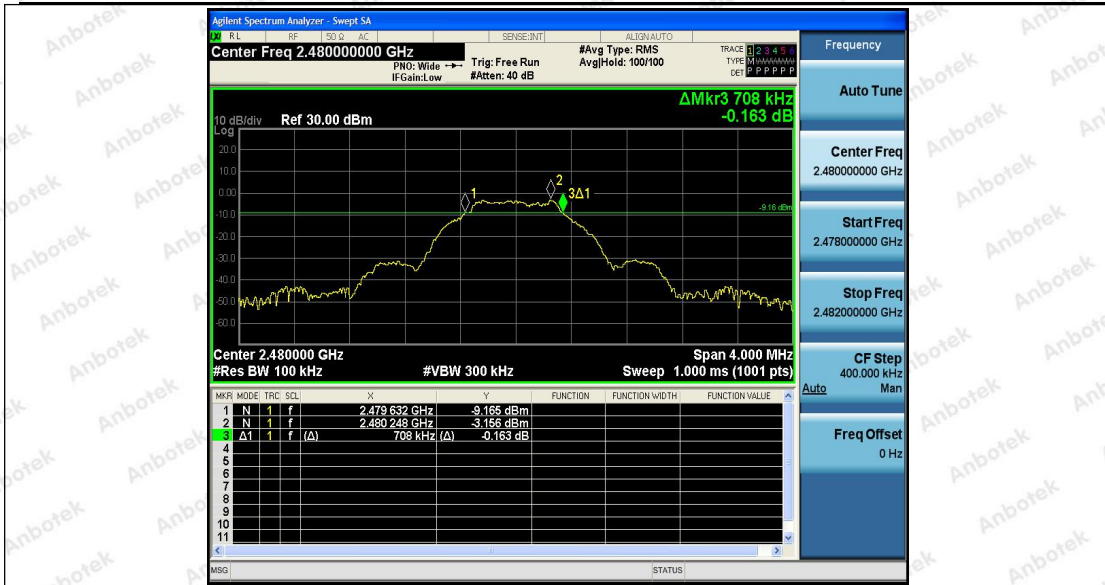 Agilent Spectrum Analyzer - Swept SA
RL RF 50 Ω AC SENSE:INT ALIGN AUTO
Center Freq 2.480000000 GHz
PNO: Wide
IFGain:Low
Trig: Free Run
#Atten: 40 dB
#Avg Type: RMS
Avg|Hold: 100/100
TRACE 1 2 3 4 5 6
TYPE M
DET P P P P P P
ΔMkr3 708 kHz
-0.163 dB
10 dB/div Ref 30.00 dBm
Log
20.0
10.0
0.00
-10.0
-20.0
-30.0
-40.0
-50.0
-60.0
1
2
3Δ1
-9.16 dBm
Center 2.480000 GHz Span 4.000 MHz
#Res BW 100 kHz #VBW 300 kHz Sweep 1.000 ms (1001 pts)
MKR MODE TRC SCL X Y FUNCTION FUNCTION WIDTH FUNCTION VALUE
1 N 1 f 2.479 632 GHz -9.165 dBm
2 N 1 f 2.480 248 GHz -3.156 dBm
3 Δ1 1 f (Δ) 708 kHz (Δ) -0.163 dB
4
5
6
7
8
9
10
11
MSG STATUS
Frequency
Auto Tune
Center Freq
2.480000000 GHz
Start Freq
2.478000000 GHz
Stop Freq
2.482000000 GHz
CF Step
400.000 kHz
Auto Man
Freq Offset
0 Hz
Anbotek